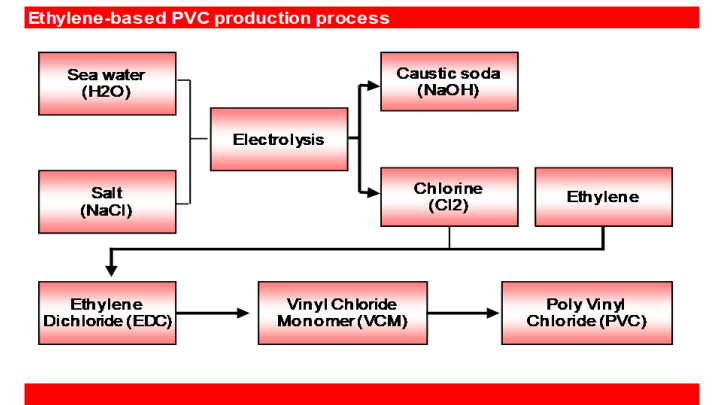 Ethylene-based PVC production process
Sea water
(H2O)
Caustic soda
(NaOH)
Electrolysis
Salt
(NaCl)
Chlorine
(Cl2)
Ethylene
Ethylene
Dichloride (EDC)
Vinyl Chloride
Monomer (VCM)
Poly Vinyl
Chloride (PVC)